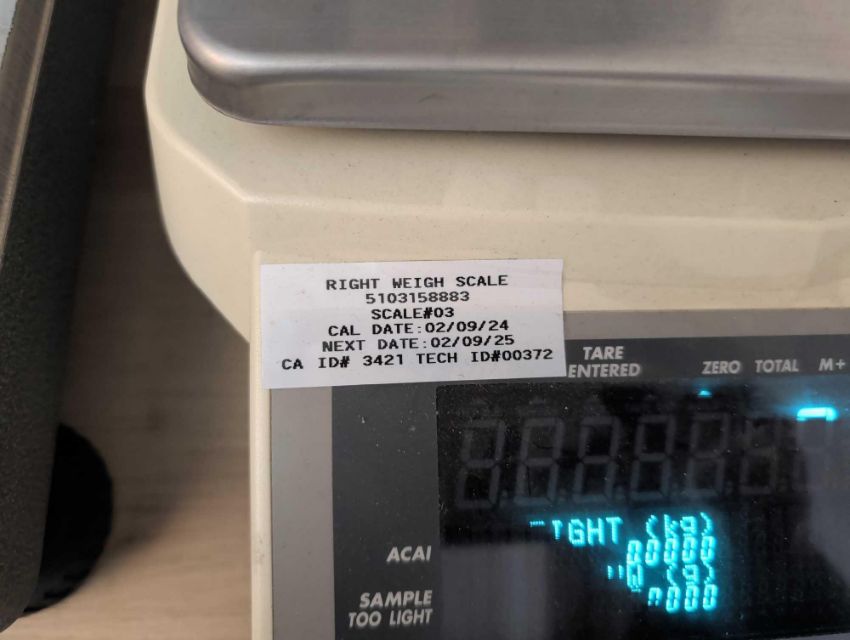 RIGHT WEIGH SCALE
5103158883
SCALE#03
CAL DATE:02/09/24
NEXT DATE:02/09/25
CA ID# 3421 TECH ID#00372
TARE
ENTERED
ZERO TOTAL M+
(kg)
(g)
ACAI
SAMPLE
TOO LIGHT